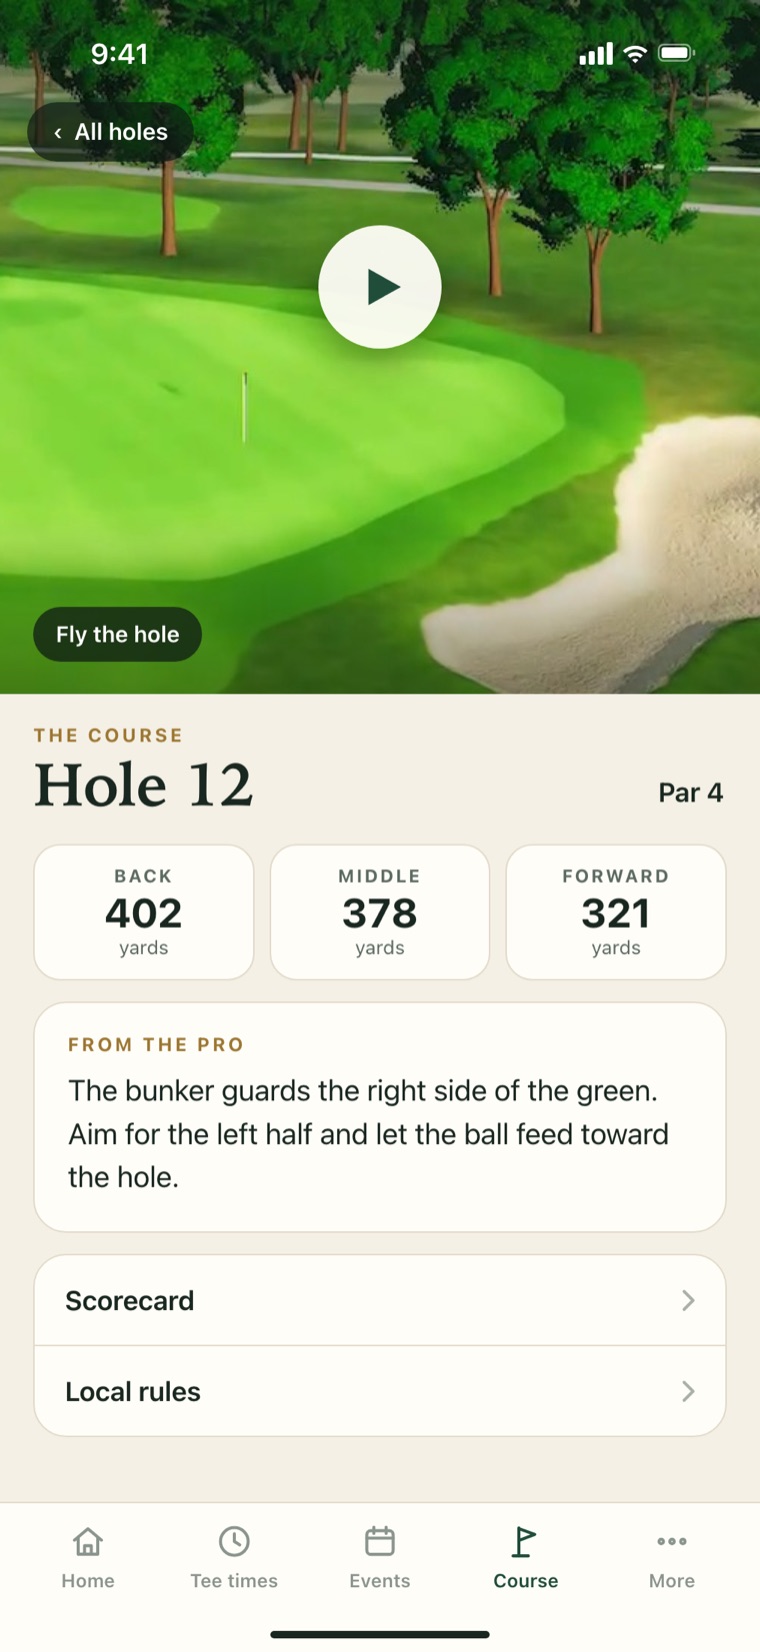 9:41
‹ All holes
Fly the hole
THE COURSE
Hole 12
Par 4
BACK
402
yards
MIDDLE
378
yards
FORWARD
321
yards
FROM THE PRO
The bunker guards the right side of the green.
Aim for the left half and let the ball feed toward
the hole.
Scorecard
Local rules
Home
Tee times
Events
Course
More